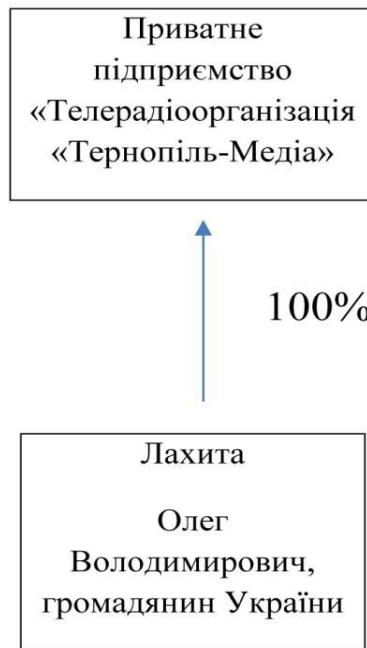 Приватне
підприємство
«Телерадіоорганізація
«Тернопіль-Медіа»
100%
Лахита
Олег
Володимирович,
громадянин України